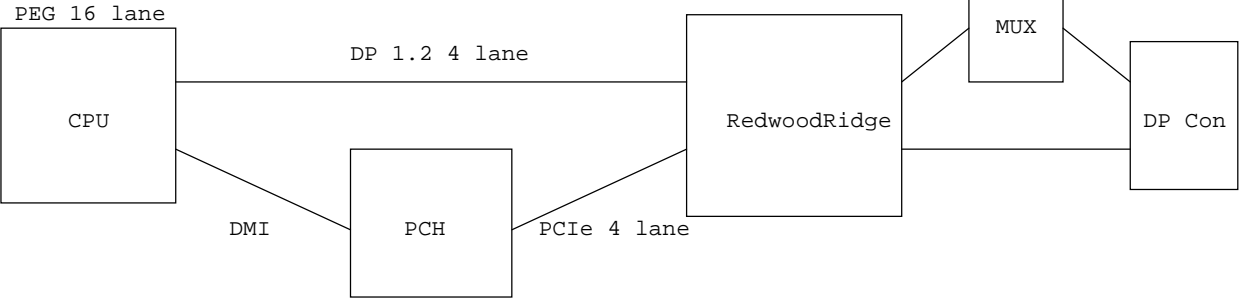 PEG 16 lane
MUX
DP 1.2 4 lane
CPU
RedwoodRidge
DP Con
DMI
PCH
PCIe 4 lane